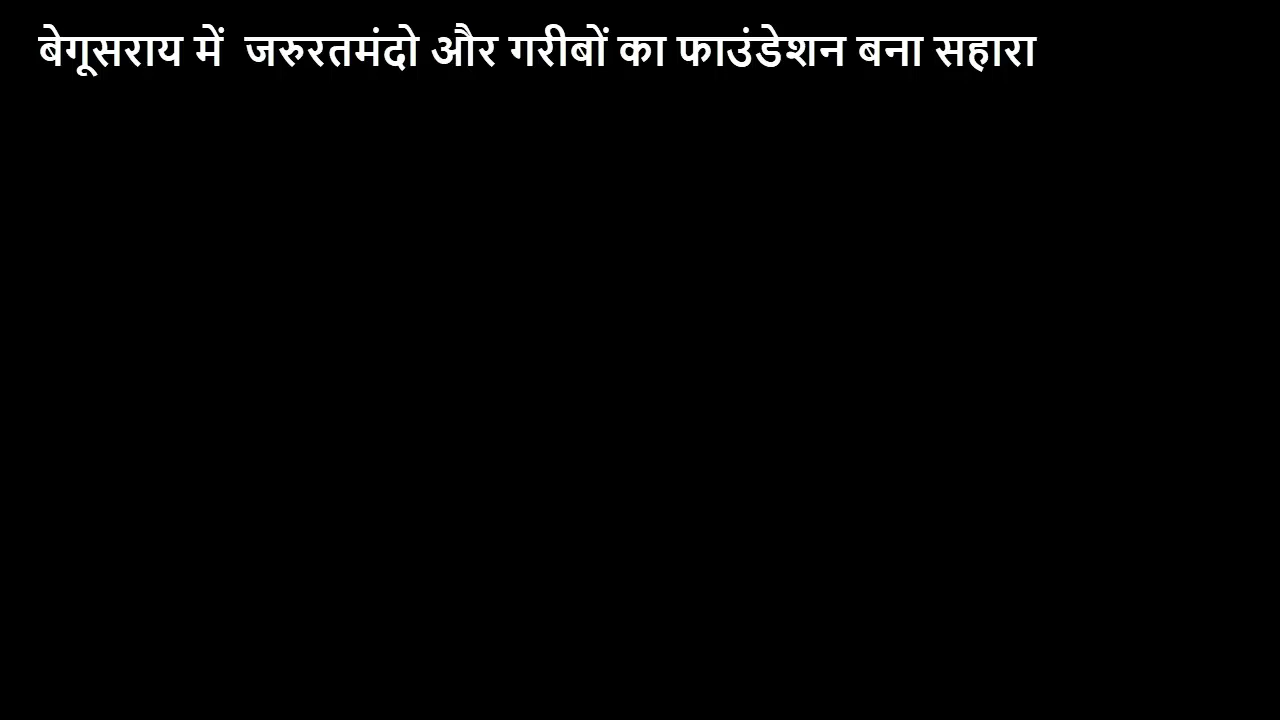 बेगूसराय में  जरुरतमंदो और गरीबों का फाउंडेशन बना सहारा